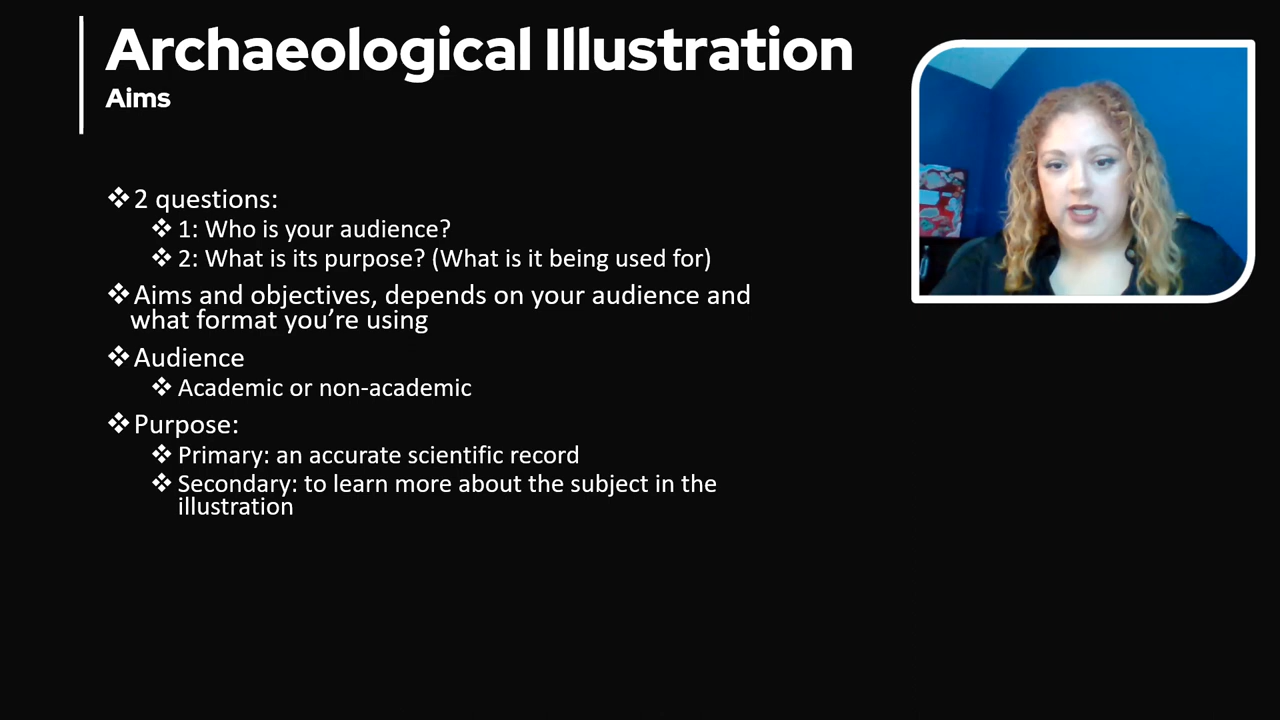 Archaeological Illustration
Aims
❖2 questions:
❖ 1: Who is your audience?
❖ 2: What is its purpose? (What is it being used for)
❖Aims and objectives, depends on your audience and
what format you’re using
❖Audience
❖ Academic or non-academic
❖Purpose:
❖ Primary: an accurate scientific record
❖ Secondary: to learn more about the subject in the
illustration